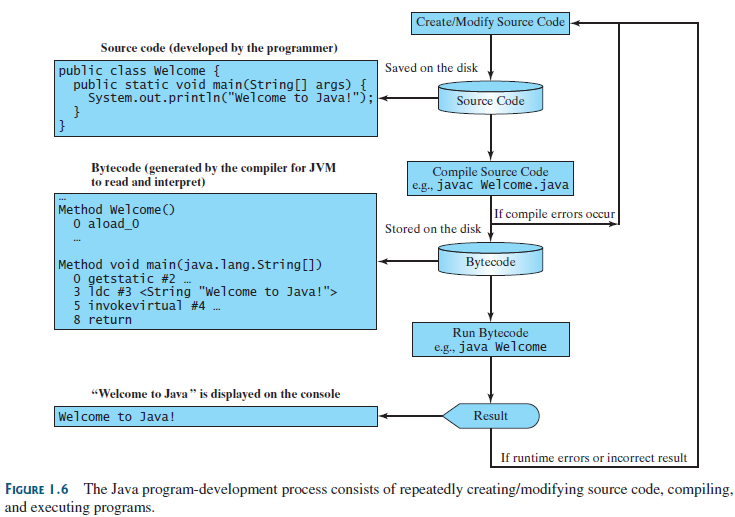 Create/Modify Source Code
Source code (developed by the programmer)
public class Welcome {
public static void main(String[] args) {
System.out.println("Welcome to Java!");
}
}
Saved on the disk
Source Code
Compile Source Code
e.g., javac Welcome.java
If compile errors occur
Bytecode (generated by the compiler for JVM
to read and interpret)
…
Method Welcome()
0 aload_0
…
Method void main(java.lang.String[])
0 getstatic #2 …
3 ldc #3 <String "Welcome to Java!">
5 invokevirtual #4 …
8 return
Stored on the disk
Bytecode
Run Bytecode
e.g., java Welcome
“Welcome to Java” is displayed on the console
Welcome to Java!
Result
If runtime errors or incorrect result
FIGURE 1.6 The Java program-development process consists of repeatedly creating/modifying source code, compiling,
and executing programs.